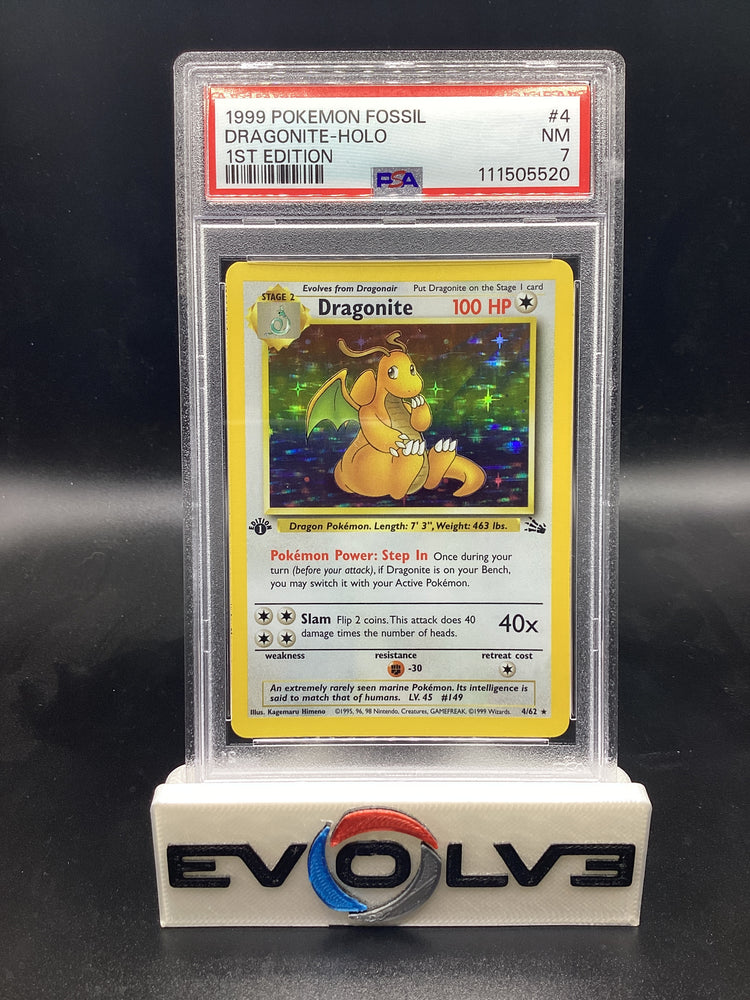 1999 POKEMON FOSSIL #4
DRAGONITE-HOLO NM
1ST EDITION 7
PSA 111505520
Evolves from Dragonair Put Dragonite on the Stage 1 card
STAGE 2
Dragonite 100 HP
EDITION
1
Dragon Pokémon. Length: 7' 3", Weight: 463 lbs.
Pokémon Power: Step In Once during your
turn (before your attack), if Dragonite is on your Bench,
you may switch it with your Active Pokémon.
Slam Flip 2 coins. This attack does 40
damage times the number of heads.
40x
weakness resistance retreat cost
-30
An extremely rarely seen marine Pokémon. Its intelligence is
said to match that of humans. LV. 45 #149
Illus. Kagemaru Himeno ©1995, 96, 98 Nintendo, Creatures, GAMEFREAK. ©1999 Wizards. 4/62 ★
EVOLVE